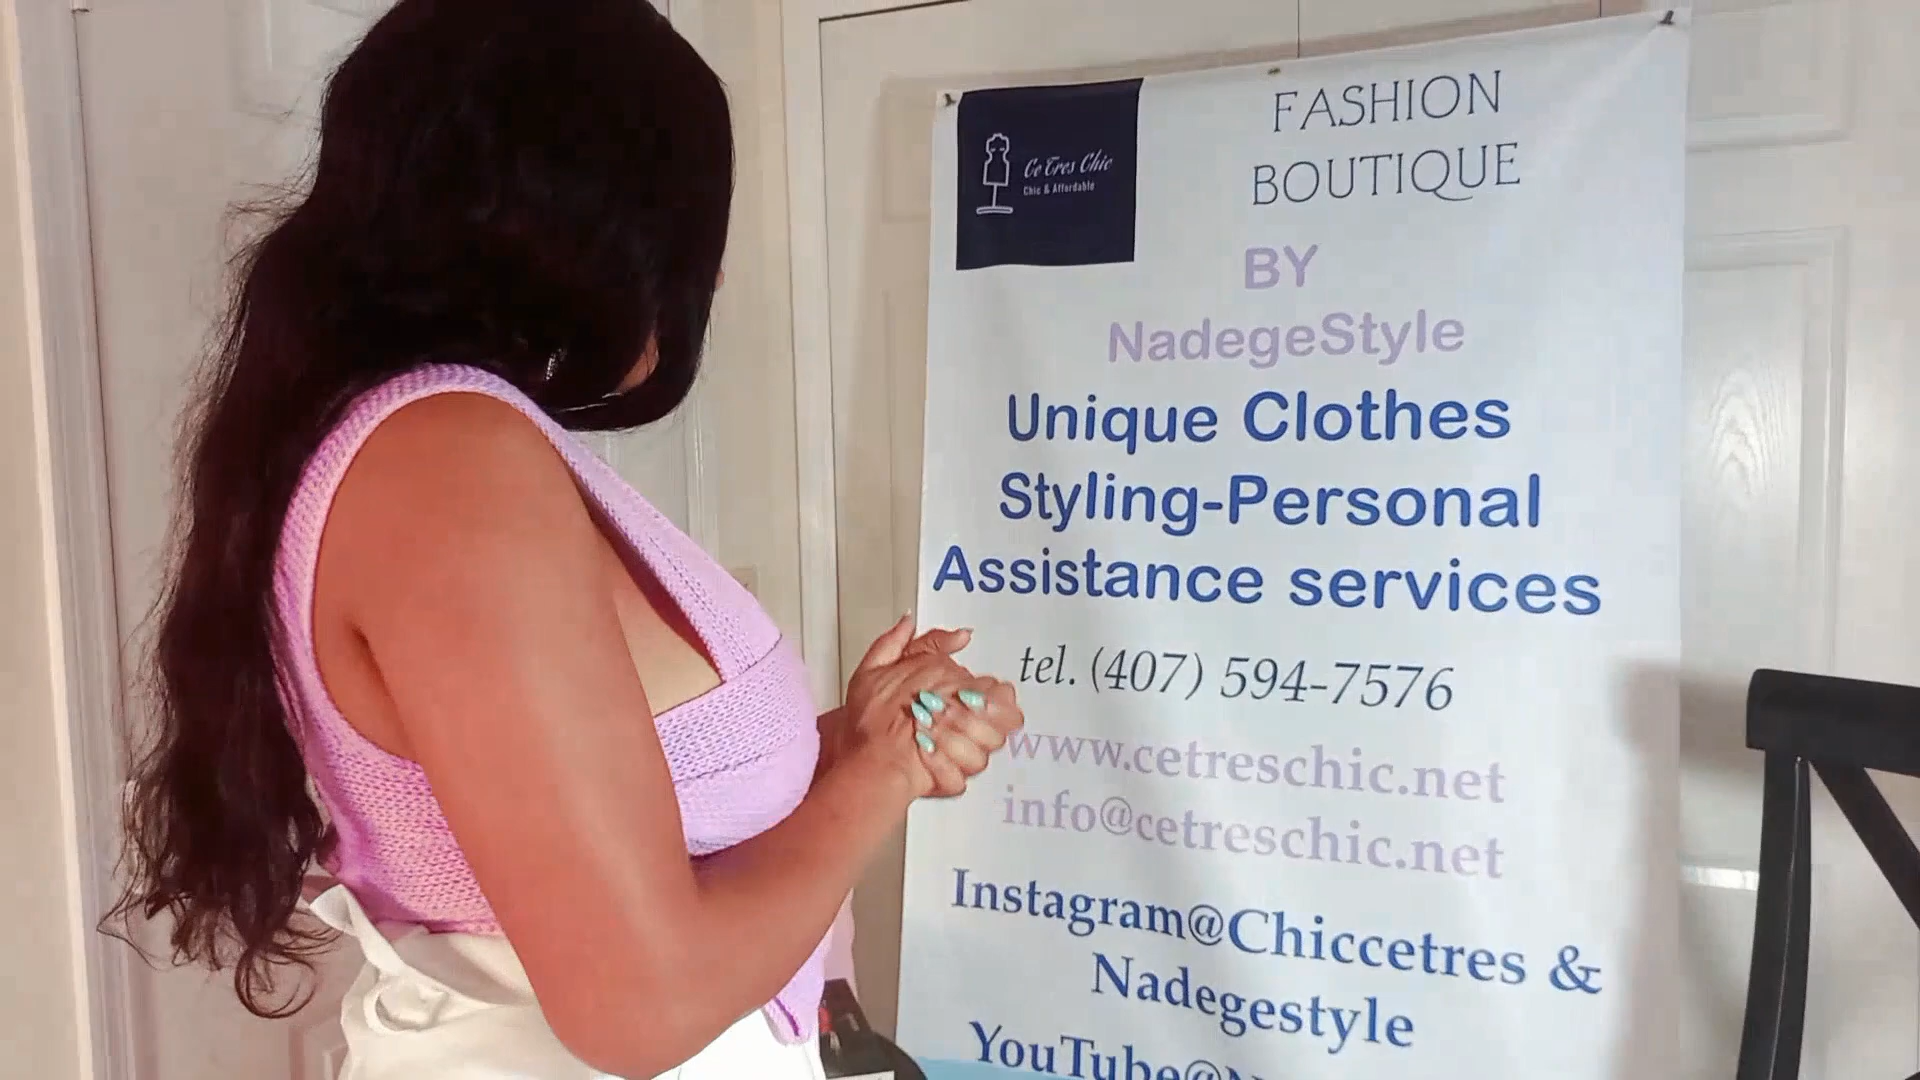 Ce Tres Chic
Chic & Affordable
FASHION
BOUTIQUE
BY
NadegeStyle
Unique Clothes
Styling-Personal
Assistance services
tel. (407) 594-7576
www.cetreschic.net
info@cetreschic.net
Instagram@Chiccetres &
Nadegestyle